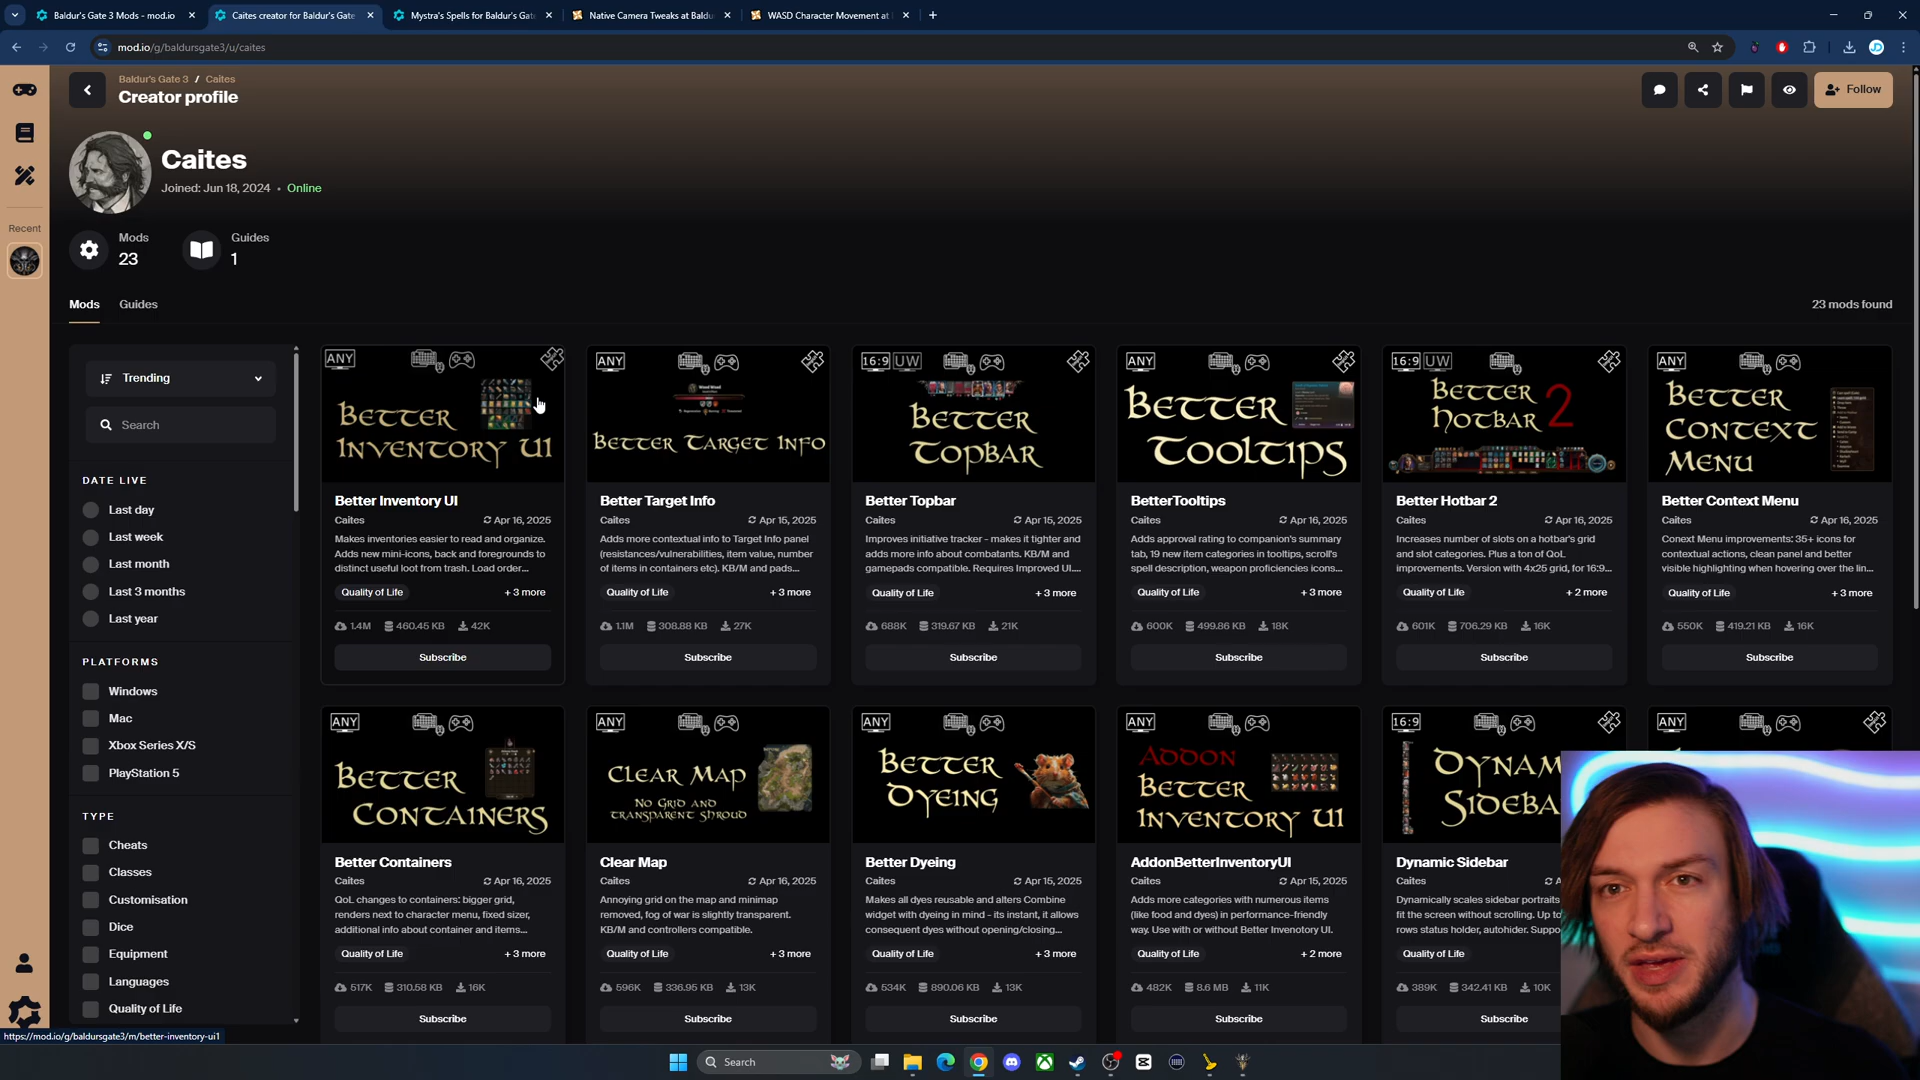 Baldur's Gate 3 Mods - mod.io
Caites creator for Baldur's Gate
Mystra's Spells for Baldur's Gate
Native Camera Tweaks at Baldu
WASD Character Movement at
mod.io/g/baldursgate3/u/caites
Baldur's Gate 3 / Caites
Creator profile
Follow
Caites
Joined: Jun 18, 2024 • Online
Recent
Mods
23
Guides
1
Mods
Guides
23 mods found
Trending
Search
DATE LIVE
Last day
Last week
Last month
Last 3 months
Last year
PLATFORMS
Windows
Mac
Xbox Series X/S
PlayStation 5
TYPE
Cheats
Classes
Customisation
Dice
Equipment
Languages
Quality of Life
ANY
Better
Inventory UI
Better Inventory UI
Caites
Apr 16, 2025
Makes inventories easier to read and organize.
Adds new mini-icons, back and foregrounds to
distinct useful loot from trash. Load order...
Quality of Life
+ 3 more
1.4M
460.45 KB
42K
Subscribe
ANY
Better Target Info
Better Target Info
Caites
Apr 15, 2025
Adds more contextual info to Target Info panel
(resistances/vulnerabilities, item value, number
of items in containers etc). KB/M and pads...
Quality of Life
+ 3 more
1.1M
308.88 KB
27K
Subscribe
16:9 UW
Better
Topbar
Better Topbar
Caites
Apr 15, 2025
Improves initiative tracker - makes it tighter and
adds more info about combatants. KB/M and
gamepads compatible. Requires Improved UI....
Quality of Life
+ 3 more
688K
319.67 KB
21K
Subscribe
ANY
Better
Tooltips
BetterTooltips
Caites
Apr 16, 2025
Adds approval rating to companion's summary
tab, 19 new item categories in tooltips, scroll's
spell description, weapon proficiencies icons...
Quality of Life
+ 3 more
600K
499.86 KB
18K
Subscribe
16:9 UW
Better
Hotbar 2
Better Hotbar 2
Caites
Apr 16, 2025
Increases number of slots on a hotbar's grid
and slot categories. Plus a ton of QoL
improvements. Version with 4x25 grid, for 16:9...
Quality of Life
+ 2 more
601K
706.29 KB
16K
Subscribe
ANY
Better
Context
Menu
Better Context Menu
Caites
Apr 16, 2025
Conext Menu improvements: 35+ icons for
contextual actions, clean panel and better
visible highlighting when hovering over the lin...
Quality of Life
+ 3 more
550K
419.21 KB
16K
Subscribe
ANY
Better
Containers
Better Containers
Caites
Apr 16, 2025
QoL changes to containers: bigger grid,
renders next to character menu, fixed sizer,
additional info about container and items...
Quality of Life
+ 3 more
517K
310.58 KB
16K
Subscribe
ANY
Clear Map
No Grid and
Transparent Shroud
Clear Map
Caites
Apr 16, 2025
Annoying grid on the map and minimap
removed, fog of war is slightly transparent.
KB/M and controllers compatible.
Quality of Life
+ 3 more
596K
336.95 KB
13K
Subscribe
ANY
Better
Dyeing
Better Dyeing
Caites
Apr 15, 2025
Makes all dyes reusable and alters Combine
widget with dyeing in mind - its instant, it allows
consequent dyes without opening/closing...
Quality of Life
+ 3 more
534K
890.06 KB
13K
Subscribe
ANY
Addon
Better
Inventory UI
AddonBetterInventoryUI
Caites
Apr 15, 2025
Adds more categories with numerous items
(like food and dyes) in performance-friendly
way. Use with or without Better Invenotory UI.
Quality of Life
+ 2 more
482K
8.6 MB
11K
Subscribe
16:9
Dynam
Sideba
Dynamic Sidebar
Caites
Dynamically scales sidebar portraits
fit the screen without scrolling. Up to
rows status holder, autohider. Suppo
Quality of Life
389K
342.41 KB
10K
Subscribe
ANY
https://mod.io/g/baldursgate3/m/better-inventory-ui1
Search